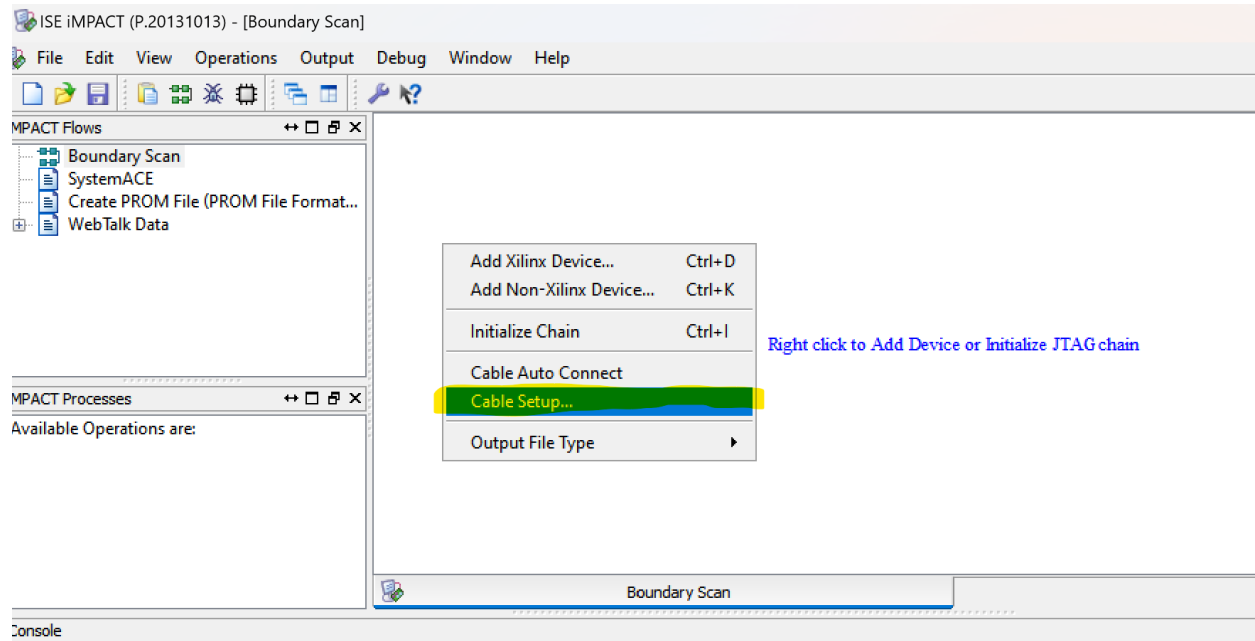 ISE iMPACT (P.20131013) - [Boundary Scan]
File Edit View Operations Output Debug Window Help
MPACT Flows
Boundary Scan
SystemACE
Create PROM File (PROM File Format...
WebTalk Data
Add Xilinx Device... Ctrl+D
Add Non-Xilinx Device... Ctrl+K
Initialize Chain Ctrl+I
Right click to Add Device or Initialize JTAG chain
Cable Auto Connect
Cable Setup...
Output File Type
MPACT Processes
Available Operations are:
Boundary Scan
Console